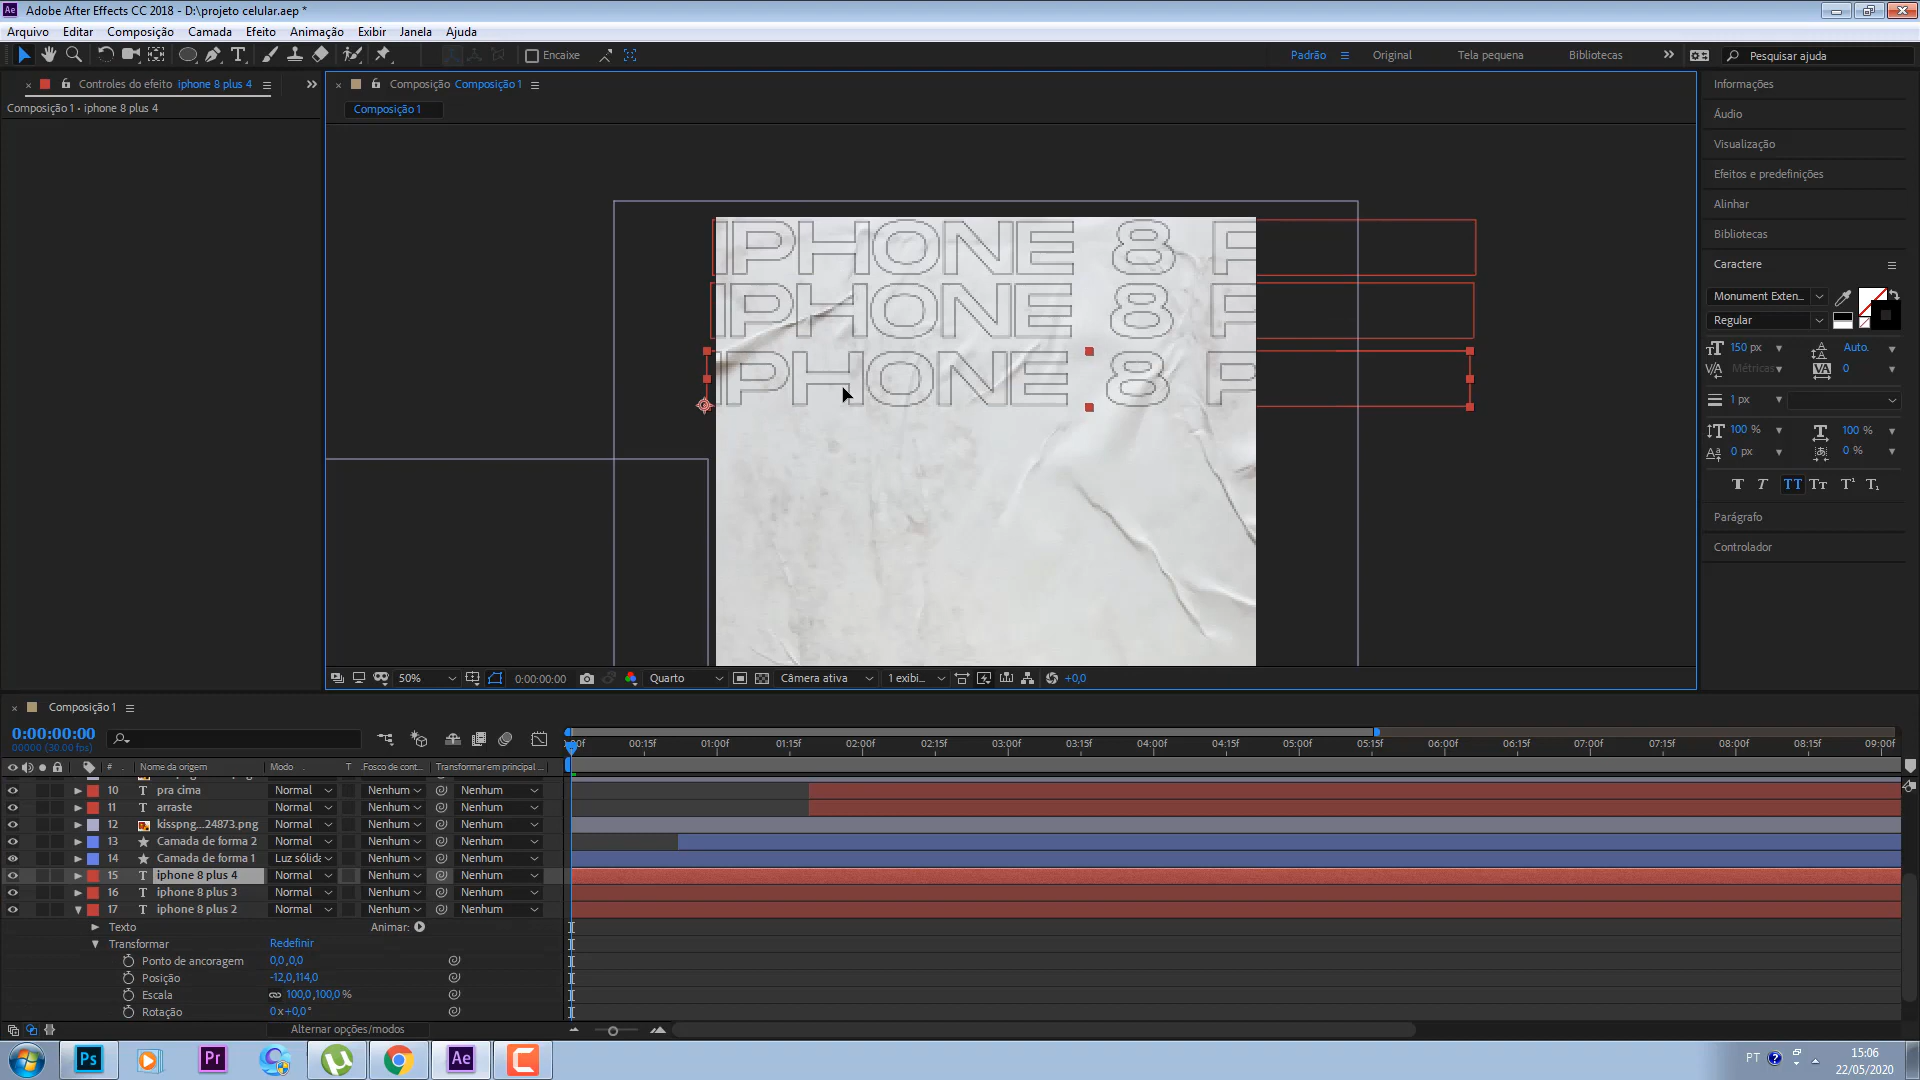 Adobe After Effects CC 2018 - D:\projeto celular.aep *
Arquivo Editar Composição Camada Efeito Animação Exibir Janela Ajuda
Encaixe Padrão Original Tela pequena Bibliotecas Pesquisar ajuda
Controles do efeito iphone 8 plus 4
Composição 1 • iphone 8 plus 4
Composição Composição 1
Composição 1
IPHONE 8 P
IPHONE 8 P
IPHONE 8 P
50% 0:00:00:00 Quarto Câmera ativa 1 exibi... +0,0
Informações
Áudio
Visualização
Efeitos e predefinições
Alinhar
Bibliotecas
Caractere
Monument Exten...
Regular
150 px Auto.
Métricas 0
1 px
100 % 100 %
0 px 0 %
Parágrafo
Controlador
Composição 1
0:00:00:00
00000 (30.00 fps)
:00f 00:15f 01:00f 01:15f 02:00f 02:15f 03:00f 03:15f 04:00f 04:15f 05:00f 05:15f 06:00f 06:15f 07:00f 07:15f 08:00f 08:15f 09:00f
# Nome da origem Modo T .Fosco de cont... Transformar em principal ...
10 T pra cima Normal Nenhum Nenhum
11 T arraste Normal Nenhum Nenhum
12 kisspng...24873.png Normal Nenhum Nenhum
13 Camada de forma 2 Normal Nenhum Nenhum
14 Camada de forma 1 Luz sólida Nenhum Nenhum
15 T iphone 8 plus 4 Normal Nenhum Nenhum
16 T iphone 8 plus 3 Normal Nenhum Nenhum
17 T iphone 8 plus 2 Normal Nenhum Nenhum
Texto Animar:
Transformar Redefinir
Ponto de ancoragem 0,0,0,0
Posição -12,0,114,0
Escala 100,0,100,0 %
Rotação 0x+0,0°
Alternar opções/modos
Ps Pr Ae C PT 15:06
22/05/2020